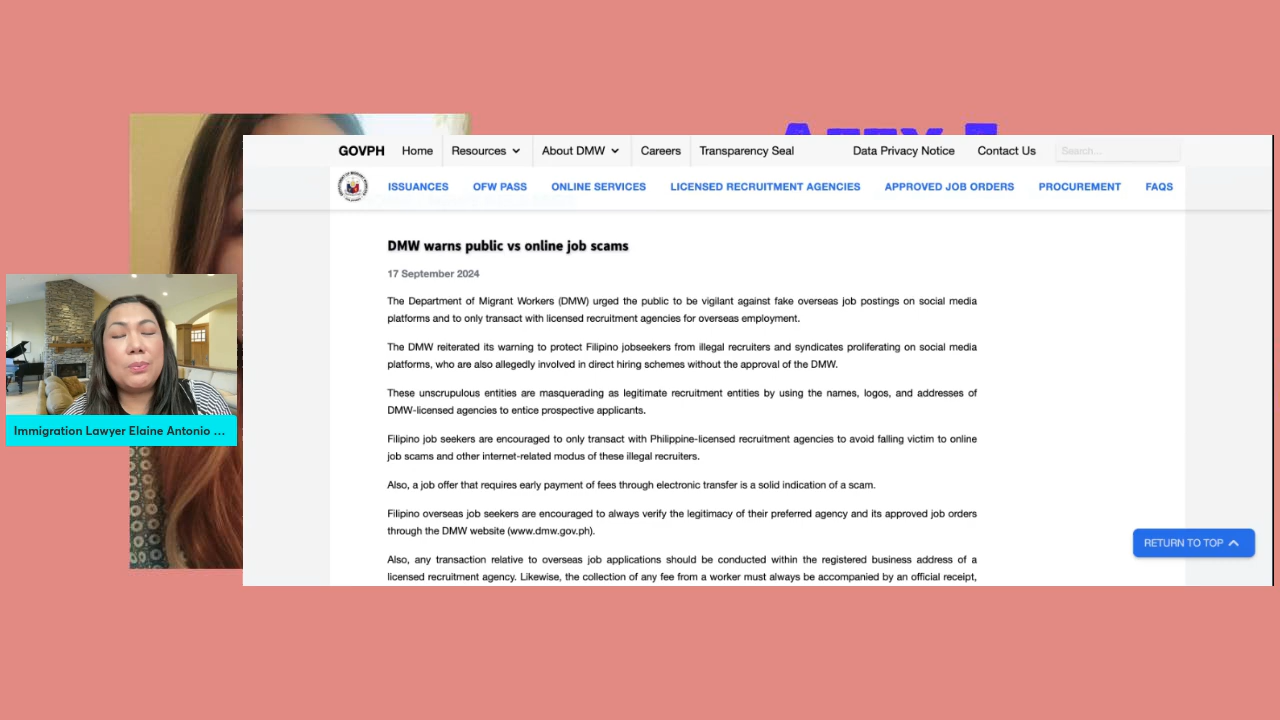 GOVPH Home Resources About DMW Careers Transparency Seal Data Privacy Notice Contact Us Search...
ISSUANCES OFW PASS ONLINE SERVICES LICENSED RECRUITMENT AGENCIES APPROVED JOB ORDERS PROCUREMENT FAQS
DMW warns public vs online job scams
17 September 2024
The Department of Migrant Workers (DMW) urged the public to be vigilant against fake overseas job postings on social media
platforms and to only transact with licensed recruitment agencies for overseas employment.
The DMW reiterated its warning to protect Filipino jobseekers from illegal recruiters and syndicates proliferating on social media
platforms, who are also allegedly involved in direct hiring schemes without the approval of the DMW.
These unscrupulous entities are masquerading as legitimate recruitment entities by using the names, logos, and addresses of
DMW-licensed agencies to entice prospective applicants.
Filipino job seekers are encouraged to only transact with Philippine-licensed recruitment agencies to avoid falling victim to online
job scams and other internet-related modus of these illegal recruiters.
Also, a job offer that requires early payment of fees through electronic transfer is a solid indication of a scam.
Filipino overseas job seekers are encouraged to always verify the legitimacy of their preferred agency and its approved job orders
through the DMW website (www.dmw.gov.ph).
Also, any transaction relative to overseas job applications should be conducted within the registered business address of a
licensed recruitment agency. Likewise, the collection of any fee from a worker must always be accompanied by an official receipt,
RETURN TO TOP
Immigration Lawyer Elaine Antonio ...